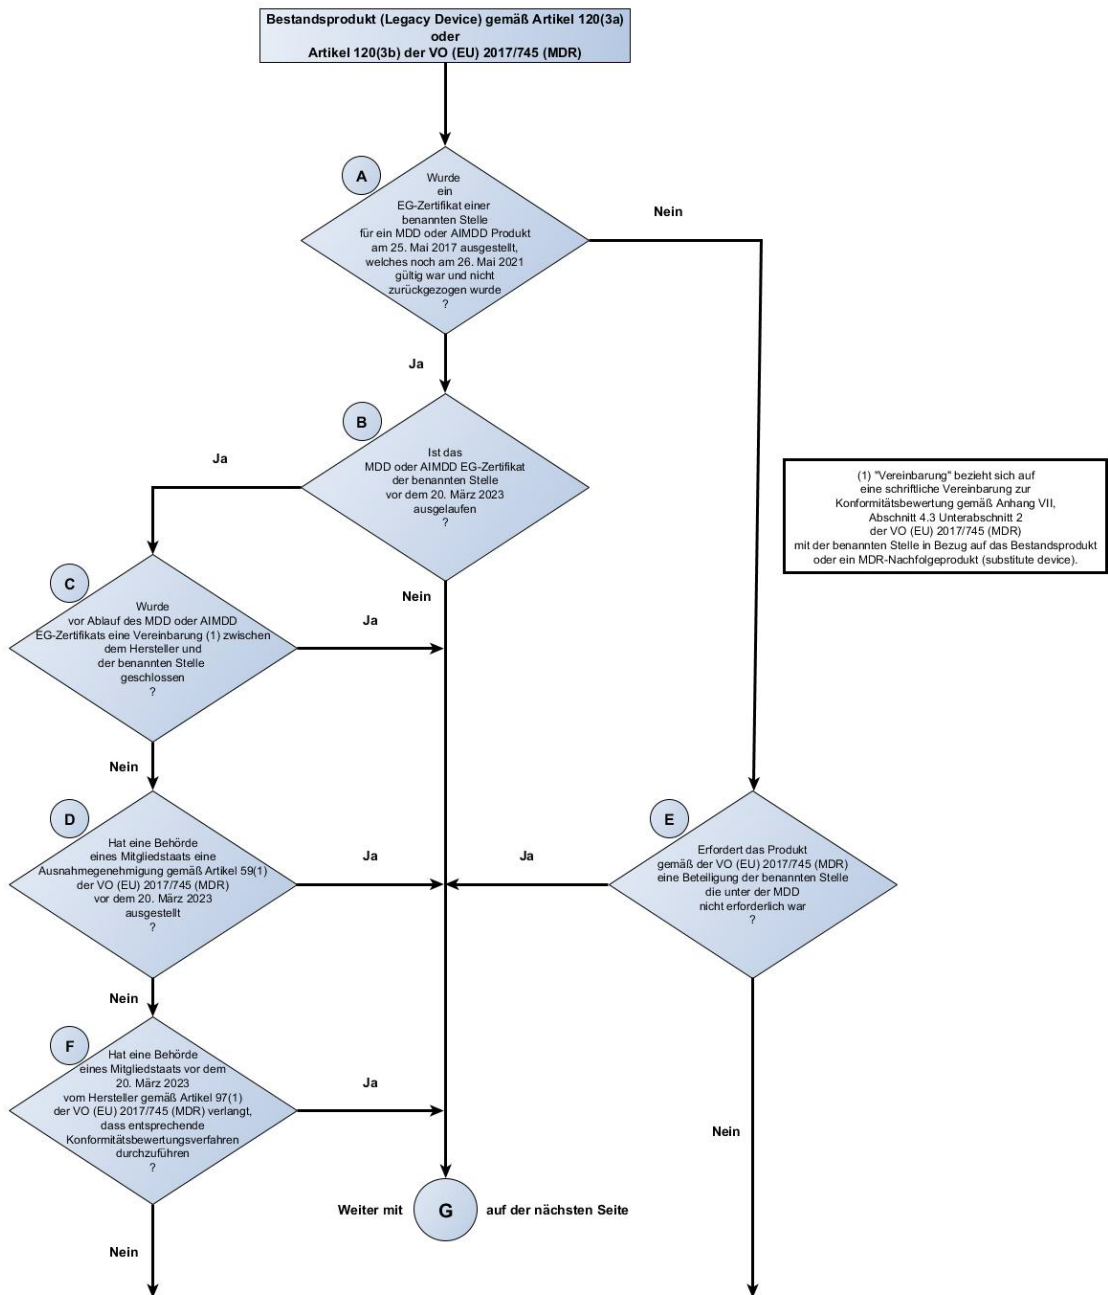 Bestandsprodukt (Legacy Device) gemäß Artikel 120(3a)
oder
Artikel 120(3b) der VO (EU) 2017/745 (MDR)
A
Wurde
ein
EG-Zertifikat einer
benannten Stelle
für ein MDD oder AIMDD Produkt
am 25. Mai 2017 ausgestellt,
welches noch am 26. Mai 2021
gültig war und nicht
zurückgezogen wurde
?
Nein
Ja
B
Ist das
MDD oder AIMDD EG-Zertifikat
der benannten Stelle
vor dem 20. März 2023
ausgelaufen
?
Ja
Nein
(1) "Vereinbarung" bezieht sich auf
eine schriftliche Vereinbarung zur
Konformitätsbewertung gemäß Anhang VII,
Abschnitt 4.3 Unterabschnitt 2
der VO (EU) 2017/745 (MDR)
mit der benannten Stelle in Bezug auf das Bestandsprodukt
oder ein MDR-Nachfolgeprodukt (substitute device).
C
Wurde
vor Ablauf des MDD oder AIMDD
EG-Zertifikats eine Vereinbarung (1) zwischen
dem Hersteller und
der benannten Stelle
geschlossen
?
Ja
Nein
D
Hat eine Behörde
eines Mitgliedstaats eine
Ausnahmegenehmigung gemäß Artikel 59(1)
der VO (EU) 2017/745 (MDR)
vor dem 20. März 2023
ausgestellt
?
Ja
Nein
E
Erfordert das Produkt
gemäß der VO (EU) 2017/745 (MDR)
eine Beteiligung der benannten Stelle
die unter der MDD
nicht erforderlich war
?
Ja
Nein
F
Hat eine Behörde
eines Mitgliedstaats vor dem
20. März 2023
vom Hersteller gemäß Artikel 97(1)
der VO (EU) 2017/745 (MDR) verlangt,
dass entsprechende
Konformitätsbewertungsverfahren
durchzuführen
?
Ja
Nein
Weiter mit G auf der nächsten Seite